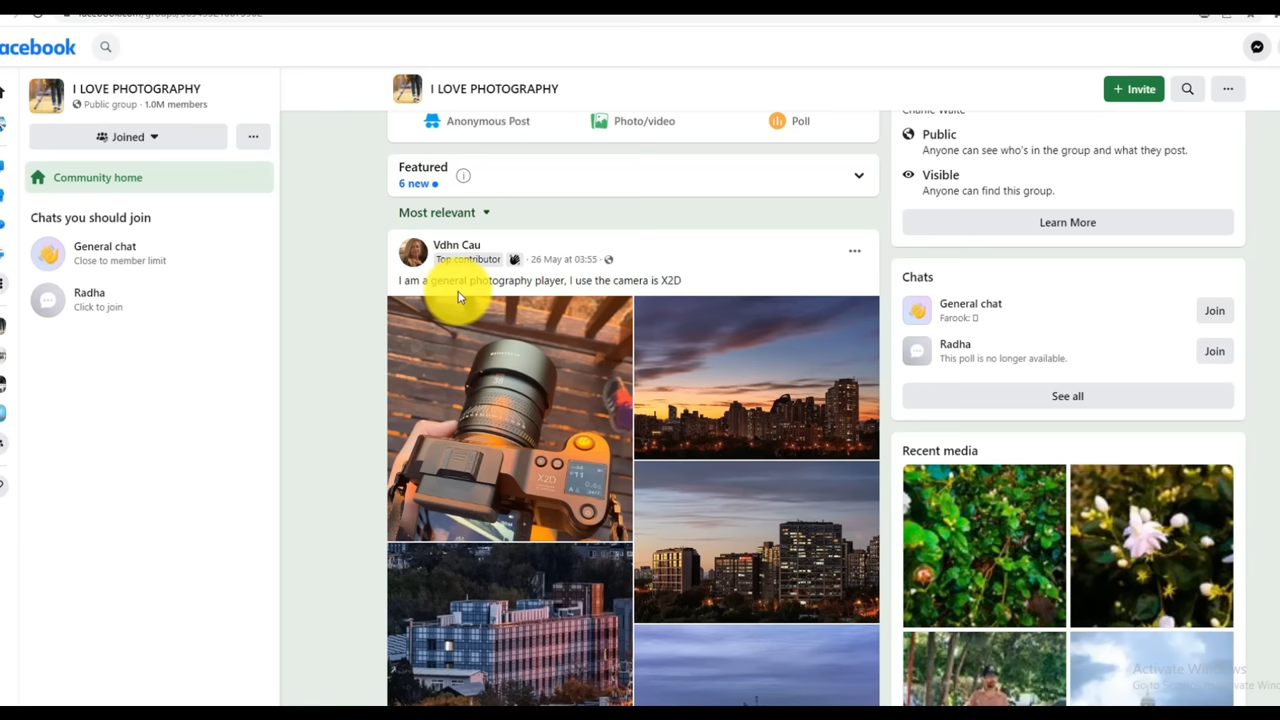 acebook
I LOVE PHOTOGRAPHY
Public group · 1.0M members
Joined
Community home
Chats you should join
General chat
Close to member limit
Radha
Click to join
I LOVE PHOTOGRAPHY
+ Invite
Anonymous Post
Photo/video
Poll
Featured
6 new
Most relevant
Vdhn Cau
Top contributor
· 26 May at 03:55 ·
I am a general photography player, I use the camera is X2D
X2D
Public
Anyone can see who's in the group and what they post.
Visible
Anyone can find this group.
Learn More
Chats
General chat
Farook:
Join
Radha
This poll is no longer available.
Join
See all
Recent media
Activate Windows